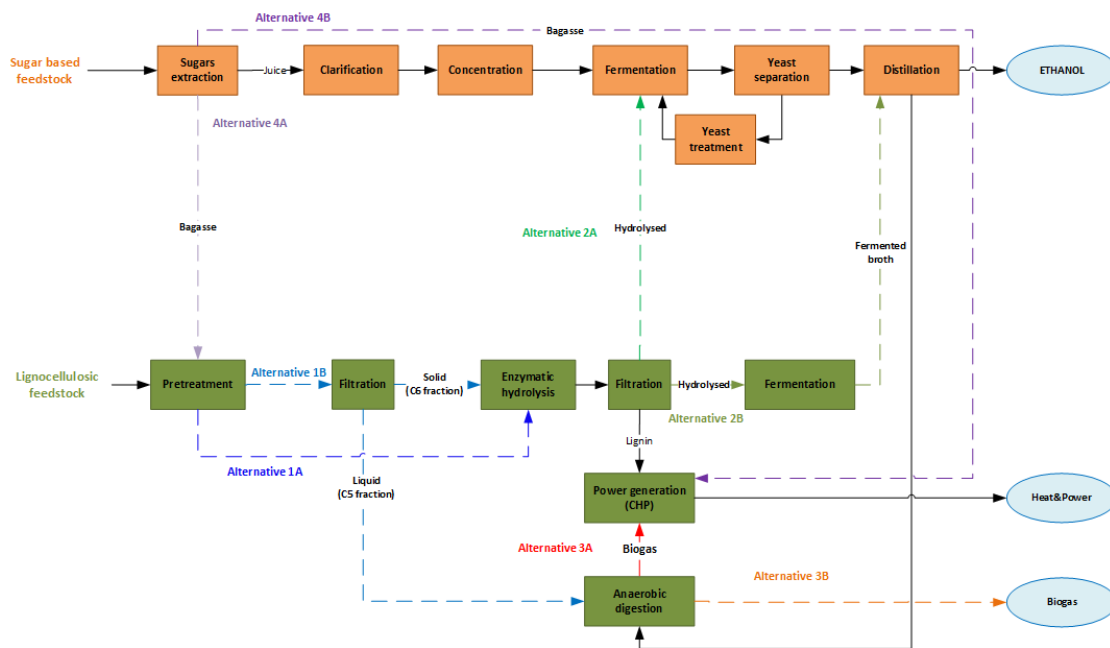 Alternative 4B
Bagasse
Sugar based
feedstock
Sugars
extraction
Juice
Clarification
Concentration
Fermentation
Yeast
separation
Distillation
ETHANOL
Yeast
treatment
Alternative 4A
Bagasse
Alternative 2A
Hydrolysed
Fermented
broth
Lignocellulosic
feedstock
Pretreatment
Alternative 1B
Filtration
Solid
(C6 fraction)
Enzymatic
hydrolysis
Filtration
Hydrolysed
Alternative 2B
Fermentation
Alternative 1A
Liquid
(C5 fraction)
Lignin
Power generation
(CHP)
Heat&Power
Alternative 3A
Biogas
Anaerobic
digestion
Alternative 3B
Biogas